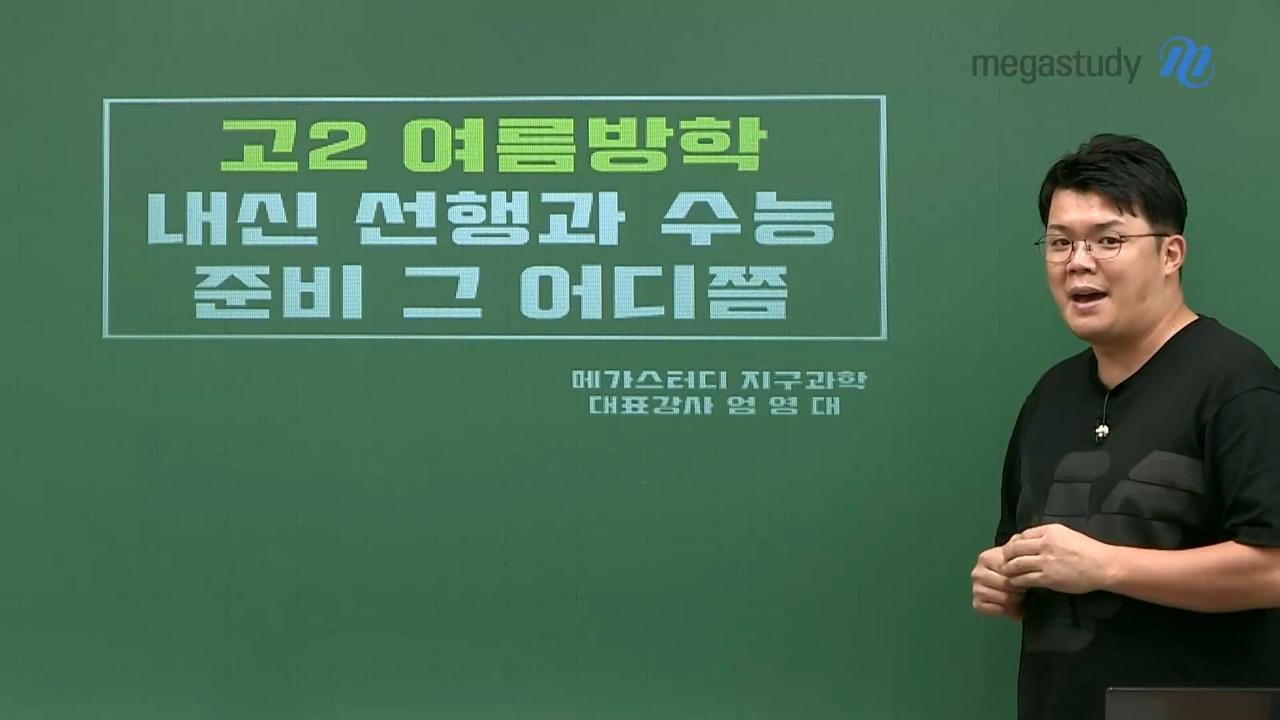 megastudy
고2 여름방학
내신 선행과 수능
준비 그 어디쯤
메가스터디 지구과학
대표강사 엄영대